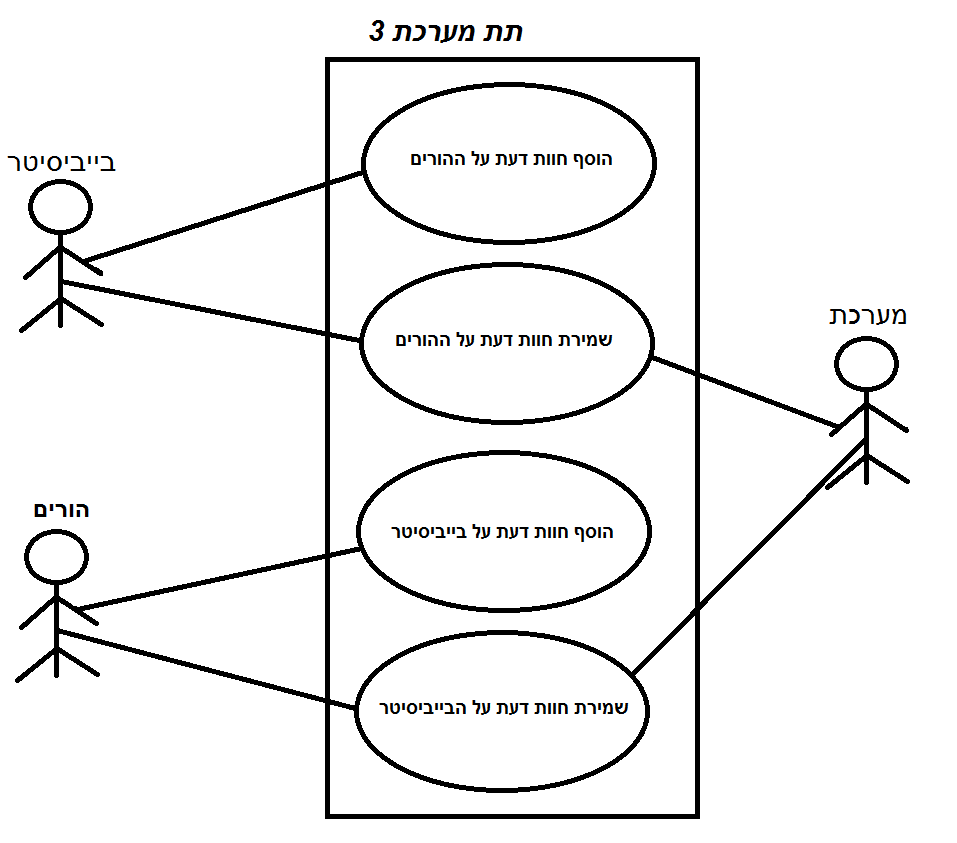 תת מערכת 3
בייביסיטר
הוסף חוות דעת על ההורים
שמירת חוות דעת על ההורים
מערכת
הורים
הוסף חוות דעת על בייביסיטר
שמירת חוות דעת על הבייביסיטר